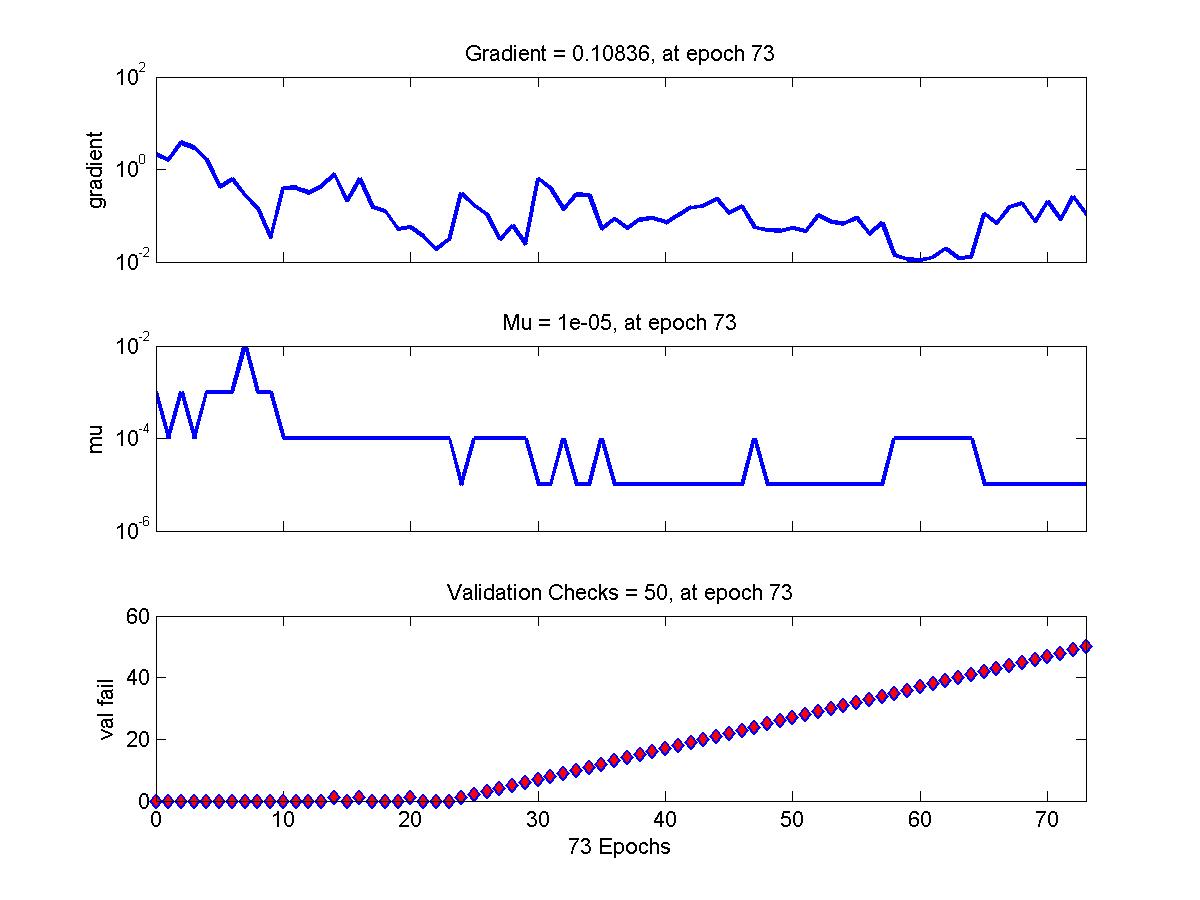 Gradient = 0.10836, at epoch 73
10^2
10^0
10^-2
gradient
Mu = 1e-05, at epoch 73
10^-2
10^-4
10^-6
mu
Validation Checks = 50, at epoch 73
60
40
20
0
val fail
0 10 20 30 40 50 60 70
73 Epochs